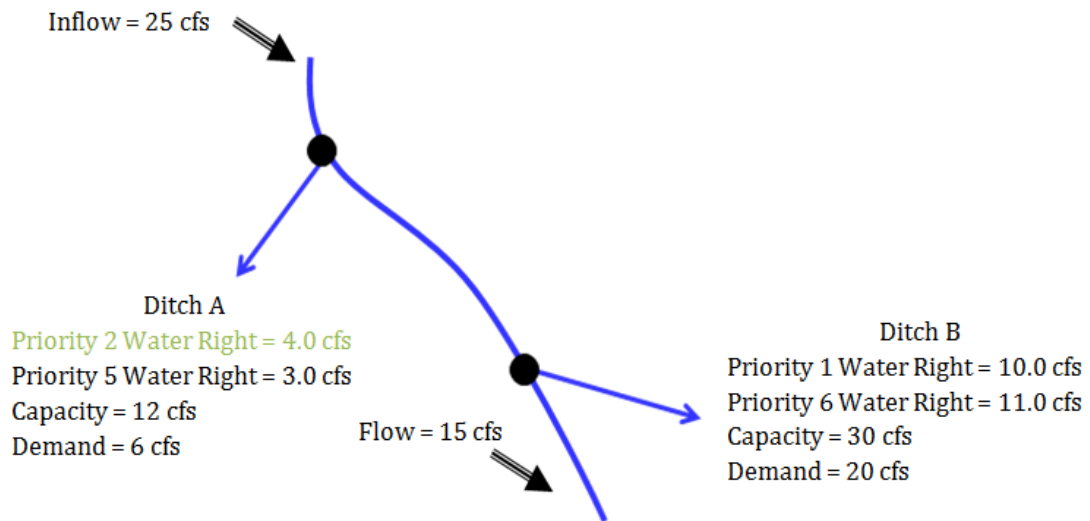 Inflow = 25 cfs
Ditch A
Priority 2 Water Right = 4.0 cfs
Priority 5 Water Right = 3.0 cfs
Capacity = 12 cfs
Demand = 6 cfs
Flow = 15 cfs
Ditch B
Priority 1 Water Right = 10.0 cfs
Priority 6 Water Right = 11.0 cfs
Capacity = 30 cfs
Demand = 20 cfs